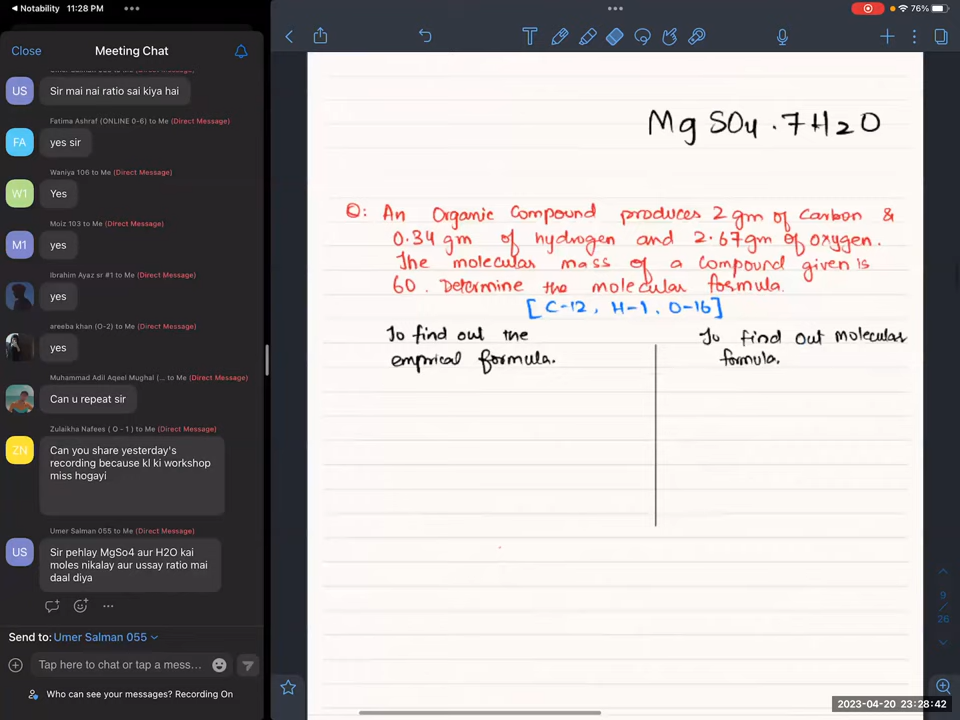 Notability 11:28 PM
76%
Close
Meeting Chat
US
Sir mai nai ratio sai kiya hai
Fatima Ashraf (ONLINE 0-6) to Me (Direct Message)
FA
yes sir
Waniya 106 to Me (Direct Message)
W1
Yes
Moiz 103 to Me (Direct Message)
M1
yes
Ibrahim Ayaz sr #1 to Me (Direct Message)
yes
areeba khan (O-2) to Me (Direct Message)
yes
Muhammad Adil Aqeel Mughal (... to Me (Direct Message)
Can u repeat sir
Zulaikha Nafees ( O - 1 ) to Me (Direct Message)
ZN
Can you share yesterday's
recording because kl ki workshop
miss hogayi
Umer Salman 055 to Me (Direct Message)
US
Sir pehlay MgSo4 aur H2O kai
moles nikalay aur ussay ratio mai
daal diya
Send to: Umer Salman 055
Tap here to chat or tap a mess...
Who can see your messages? Recording On
MgSO4.7H2O
Q: An Organic Compound produces 2 gm of Carbon &
0.34 gm of hydrogen and 2.67gm of oxygen.
The molecular mass of a compound given is
60. Determine the molecular formula.
[C-12, H-1, O-16]
To find out the
emprical formula.
To find out molecular
formula.
9
/
26
2023-04-20 23:28:42